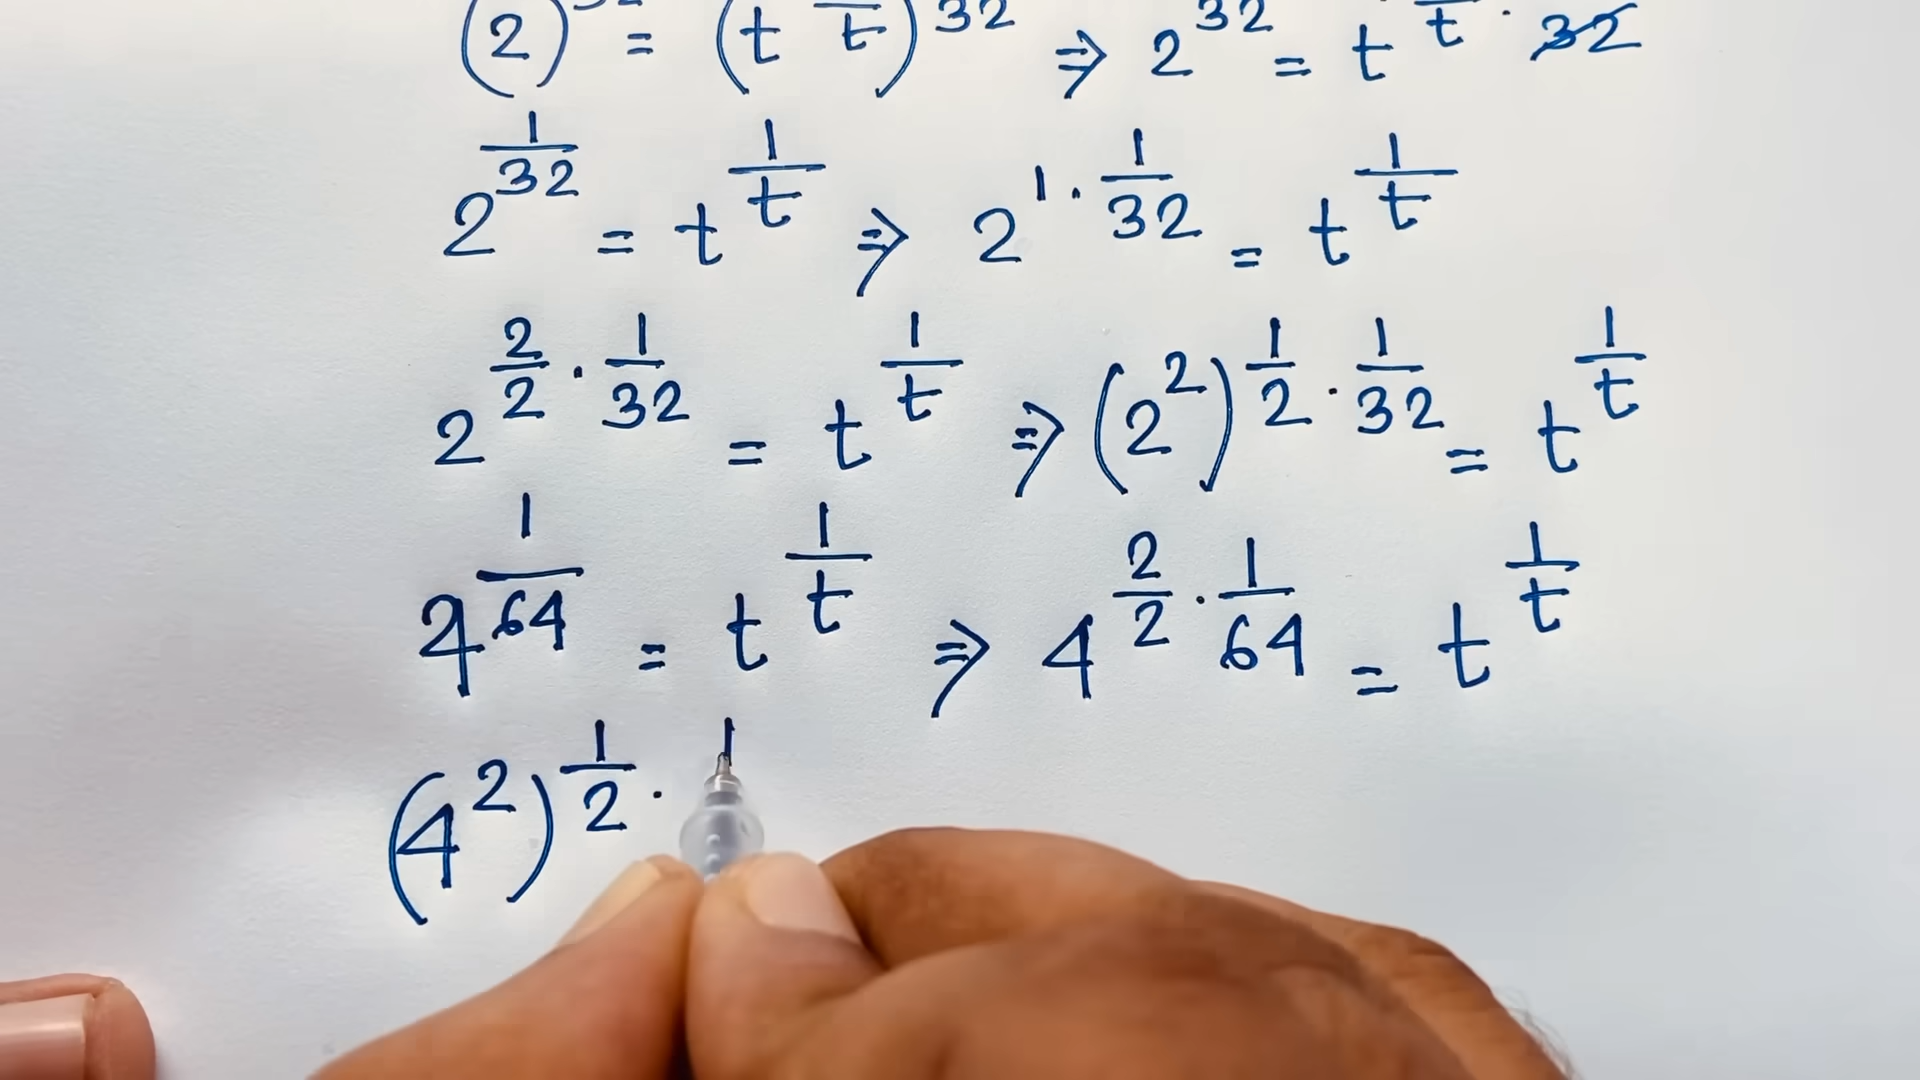 (2)^32 = (t^1/t)^32 ⇒ 2^32 = t^1/t · 32
2^1/32 = t^1/t ⇒ 2^1·1/32 = t^1/t
2^2/2·1/32 = t^1/t ⇒ (2^2)^1/2·1/32 = t^1/t
4^1/64 = t^1/t ⇒ 4^2/2·1/64 = t^1/t
(4^2)^1/2·1